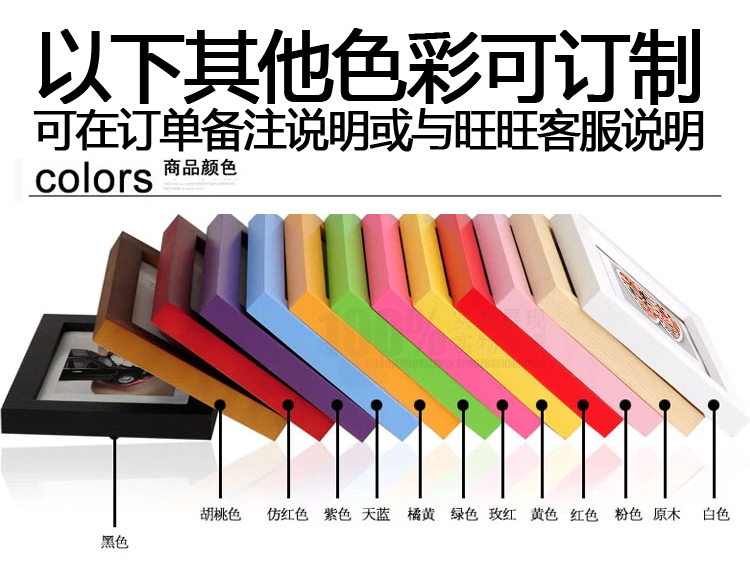 以下其他色彩可订制
可在订单备注说明或与旺旺客服说明
colors 商品颜色
100%
胡桃色 仿红色 紫色 天蓝 橘黄 绿色 玫红 黄色 红色 粉色 原木 白色
黑色